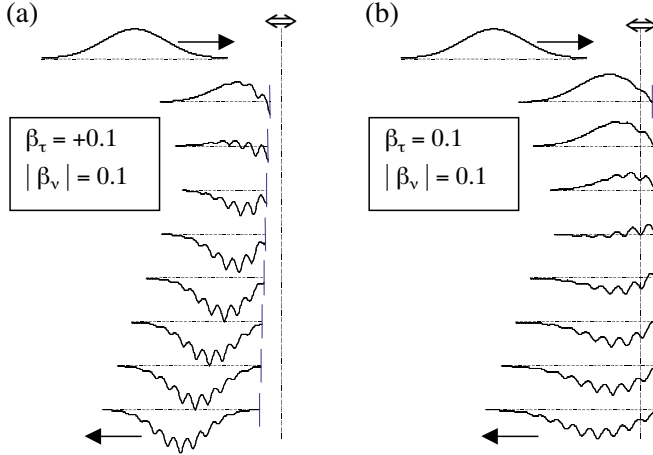 (a)
β_τ = +0.1
| β_ν | = 0.1
(b)
β_τ = 0.1
| β_ν | = 0.1